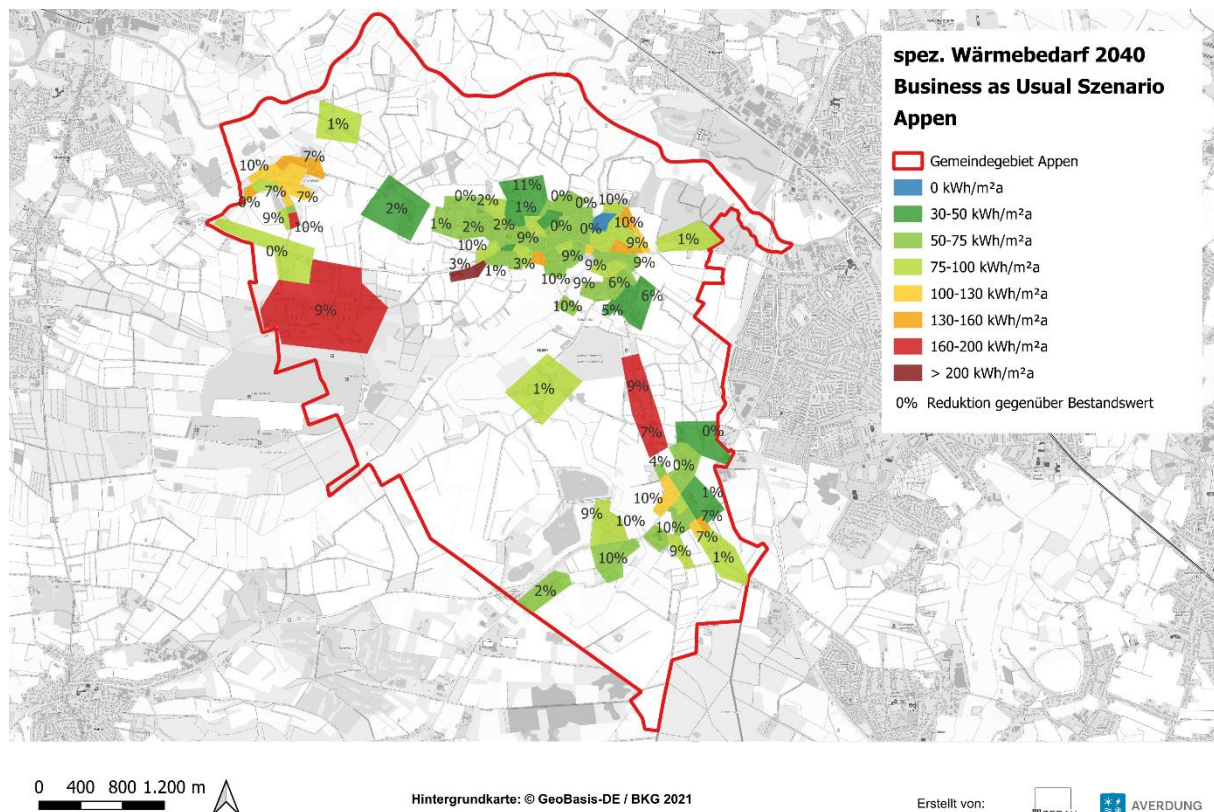 spez. Wärmebedarf 2040
Business as Usual Szenario
Appen
Gemeindegebiet Appen
0 kWh/m²a
30-50 kWh/m²a
50-75 kWh/m²a
75-100 kWh/m²a
100-130 kWh/m²a
130-160 kWh/m²a
160-200 kWh/m²a
> 200 kWh/m²a
0% Reduktion gegenüber Bestandswert
1%
10% 7%
7% 7%
0%
9% 10%
0%
9%
2%
11%
0% 2% 0% 0% 10%
1%
1% 2% 2% 0% 0% 10%
9% 9% 1%
10% 9% 9% 9%
3% 1% 3%
10% 9% 6%
6%
10% 5%
Appen
1%
9%
7%
0%
4% 0%
10% 1%
9% 10% 7%
10% 7%
10% 9% 1%
2%
0 400 800 1.200 m
Hintergrundkarte: © GeoBasis-DE / BKG 2021
Erstellt von:
AVERDUNG